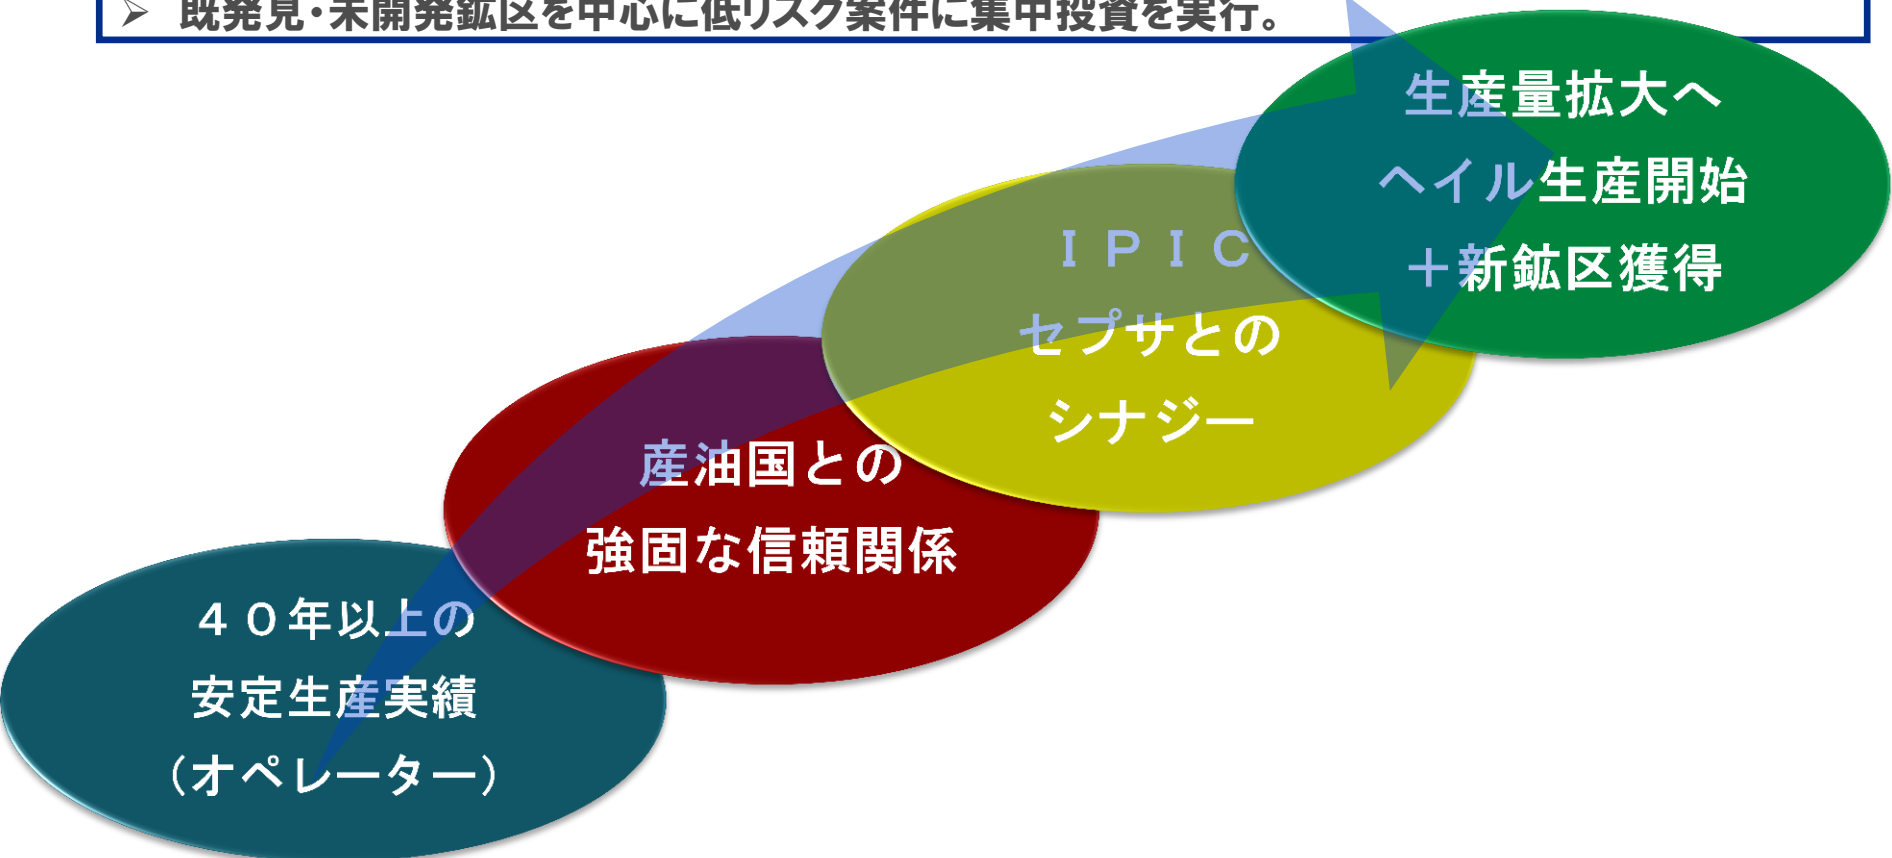 ➢ 既発見・未開発鉱区を中心に低リスク案件に集中投資を実行。
生産量拡大へ
ヘイル生産開始
＋新鉱区獲得
ＩＰＩＣ
セプサとの
シナジー
産油国との
強固な信頼関係
４０年以上の
安定生産実績
（オペレーター）